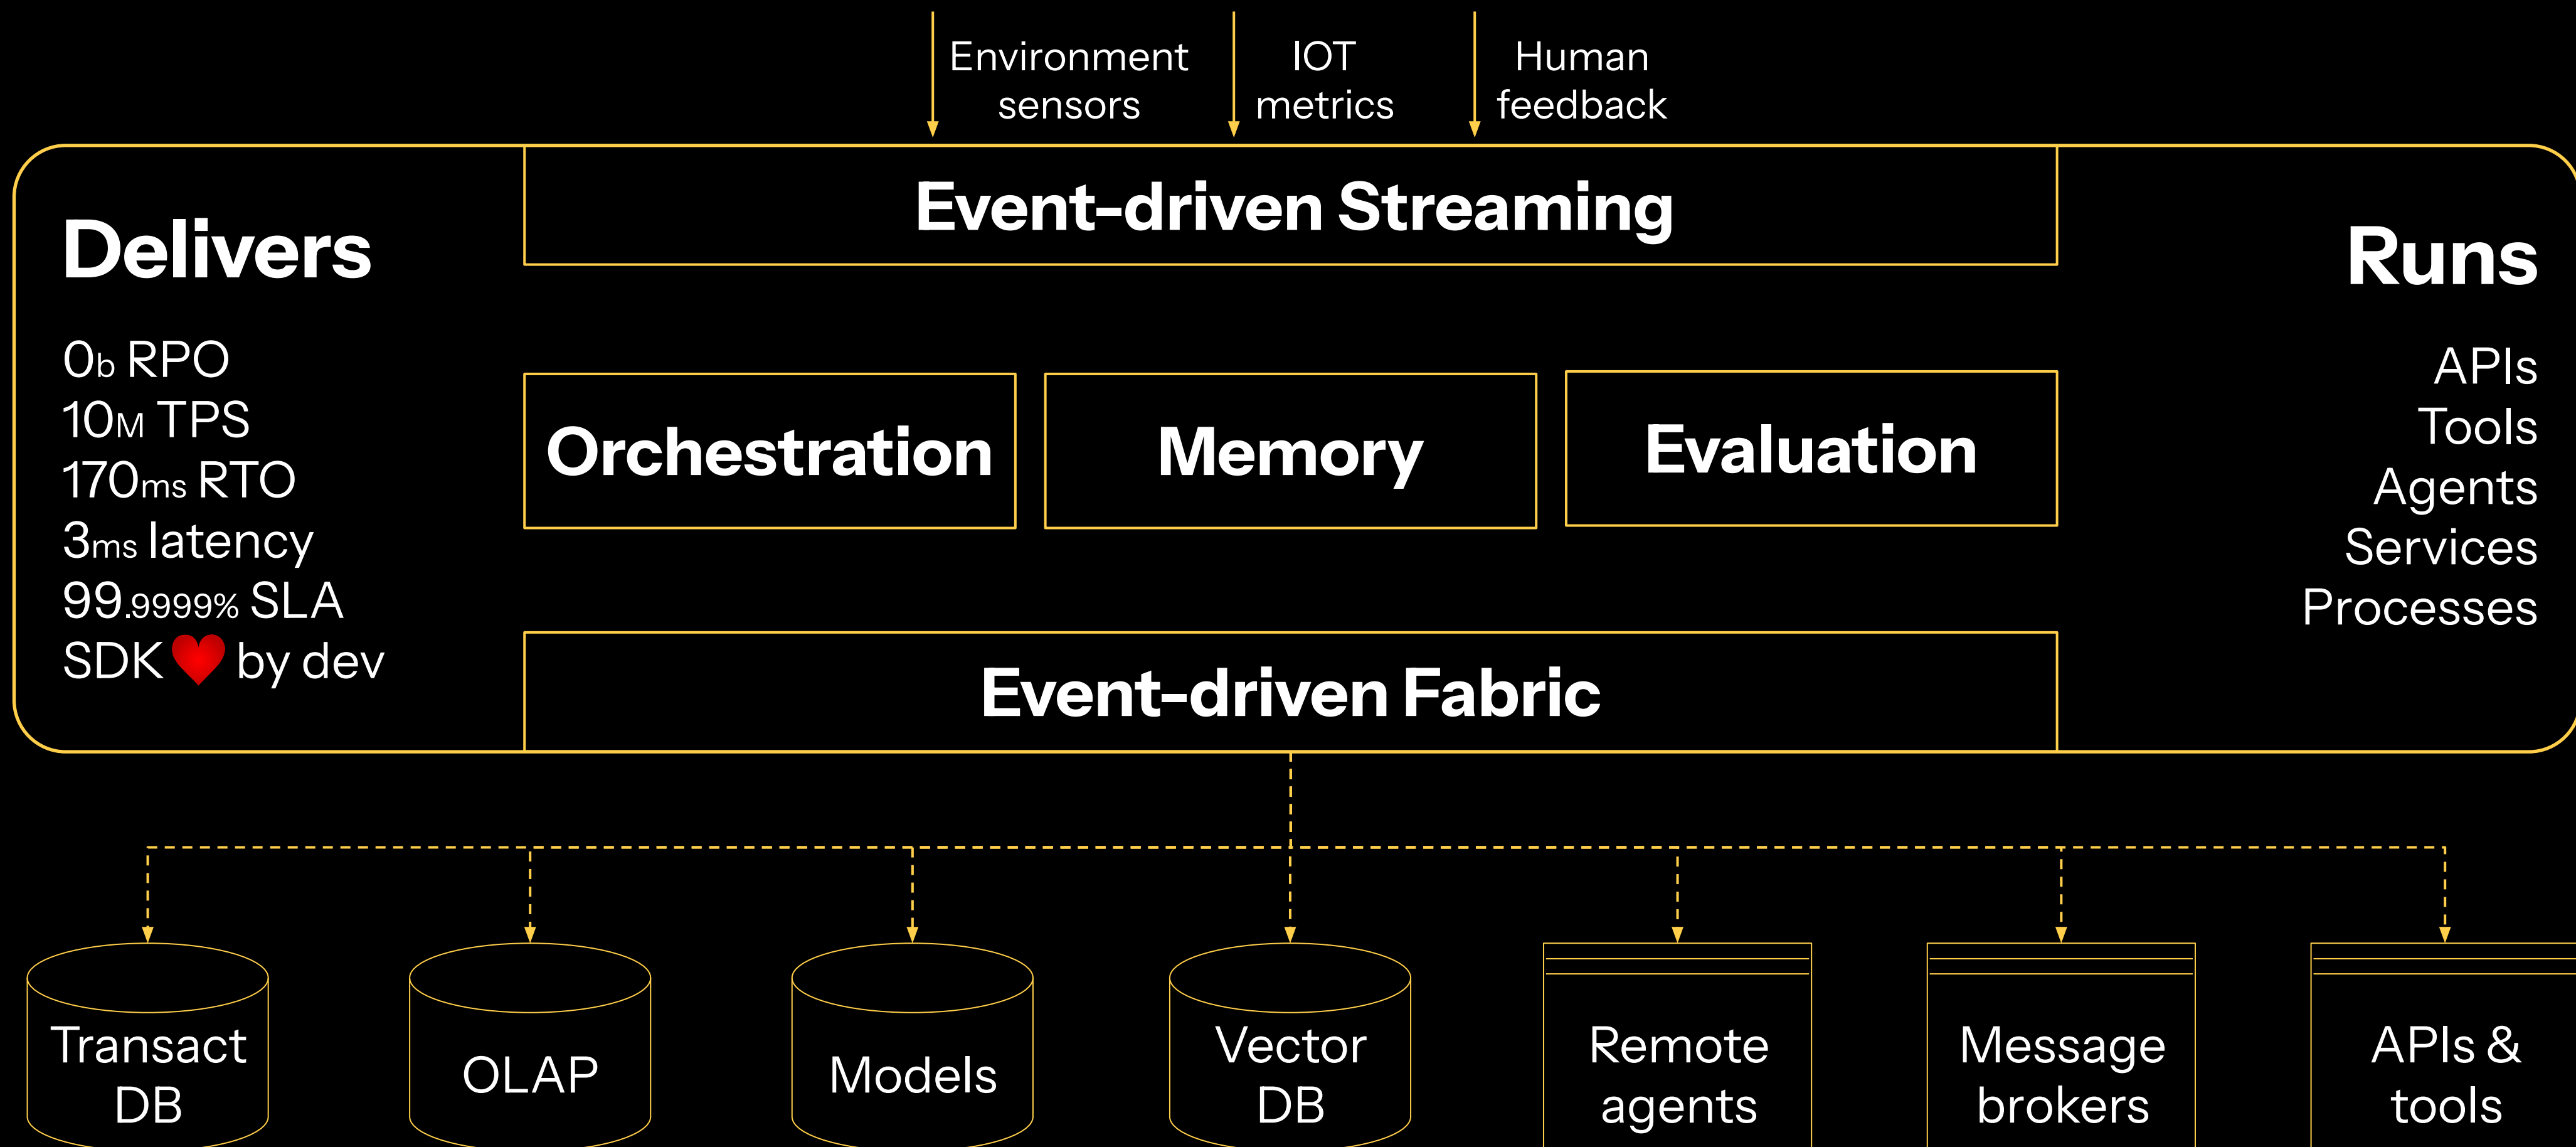 Environment
sensors
IOT
metrics
Human
feedback
Event-driven Streaming
Delivers
0b RPO
10M TPS
170ms RTO
3ms latency
99.9999% SLA
SDK ❤ by dev
Orchestration
Memory
Evaluation
Runs
APIs
Tools
Agents
Services
Processes
Event-driven Fabric
Transact
DB
OLAP
Models
Vector
DB
Remote
agents
Message
brokers
APIs &
tools